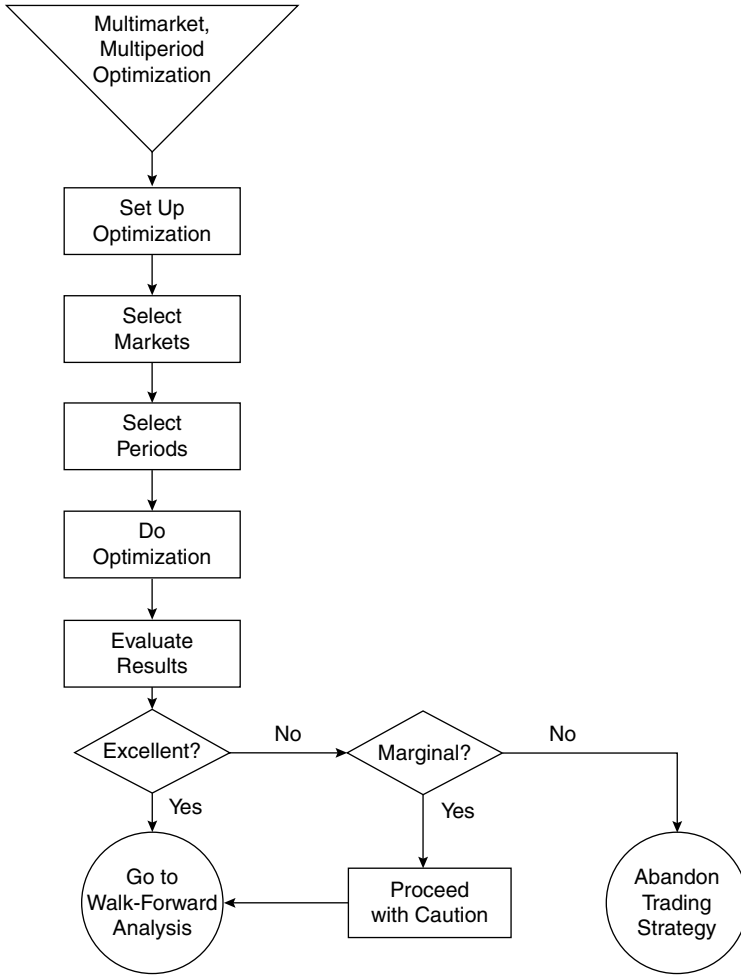 Multimarket,
Multiperiod
Optimization
Set Up
Optimization
Select
Markets
Select
Periods
Do
Optimization
Evaluate
Results
Excellent?
No
Marginal?
No
Yes
Yes
Go to
Walk-Forward
Analysis
Proceed
with Caution
Abandon
Trading
Strategy